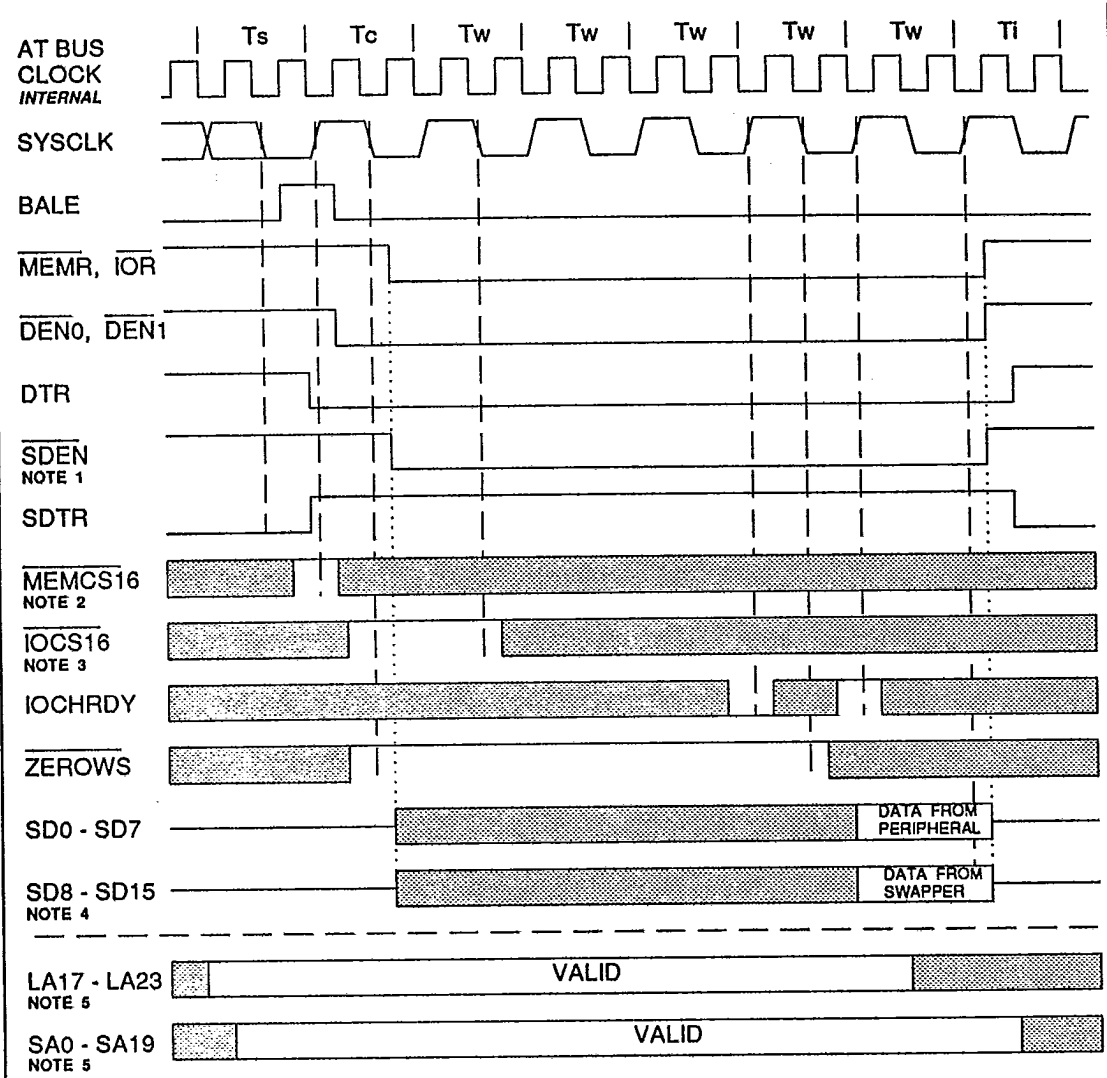 Ts Tc Tw Tw Tw Tw Tw Ti
AT BUS
CLOCK
INTERNAL
SYSCLK
BALE
MEMR, IOR
DEN0, DEN1
DTR
SDEN
NOTE 1
SDTR
MEMCS16
NOTE 2
IOCS16
NOTE 3
IOCHRDY
ZEROWS
SD0 - SD7
DATA FROM
PERIPHERAL
SD8 - SD15
NOTE 4
DATA FROM
SWAPPER
LA17 - LA23
NOTE 5
VALID
SA0 - SA19
NOTE 5
VALID